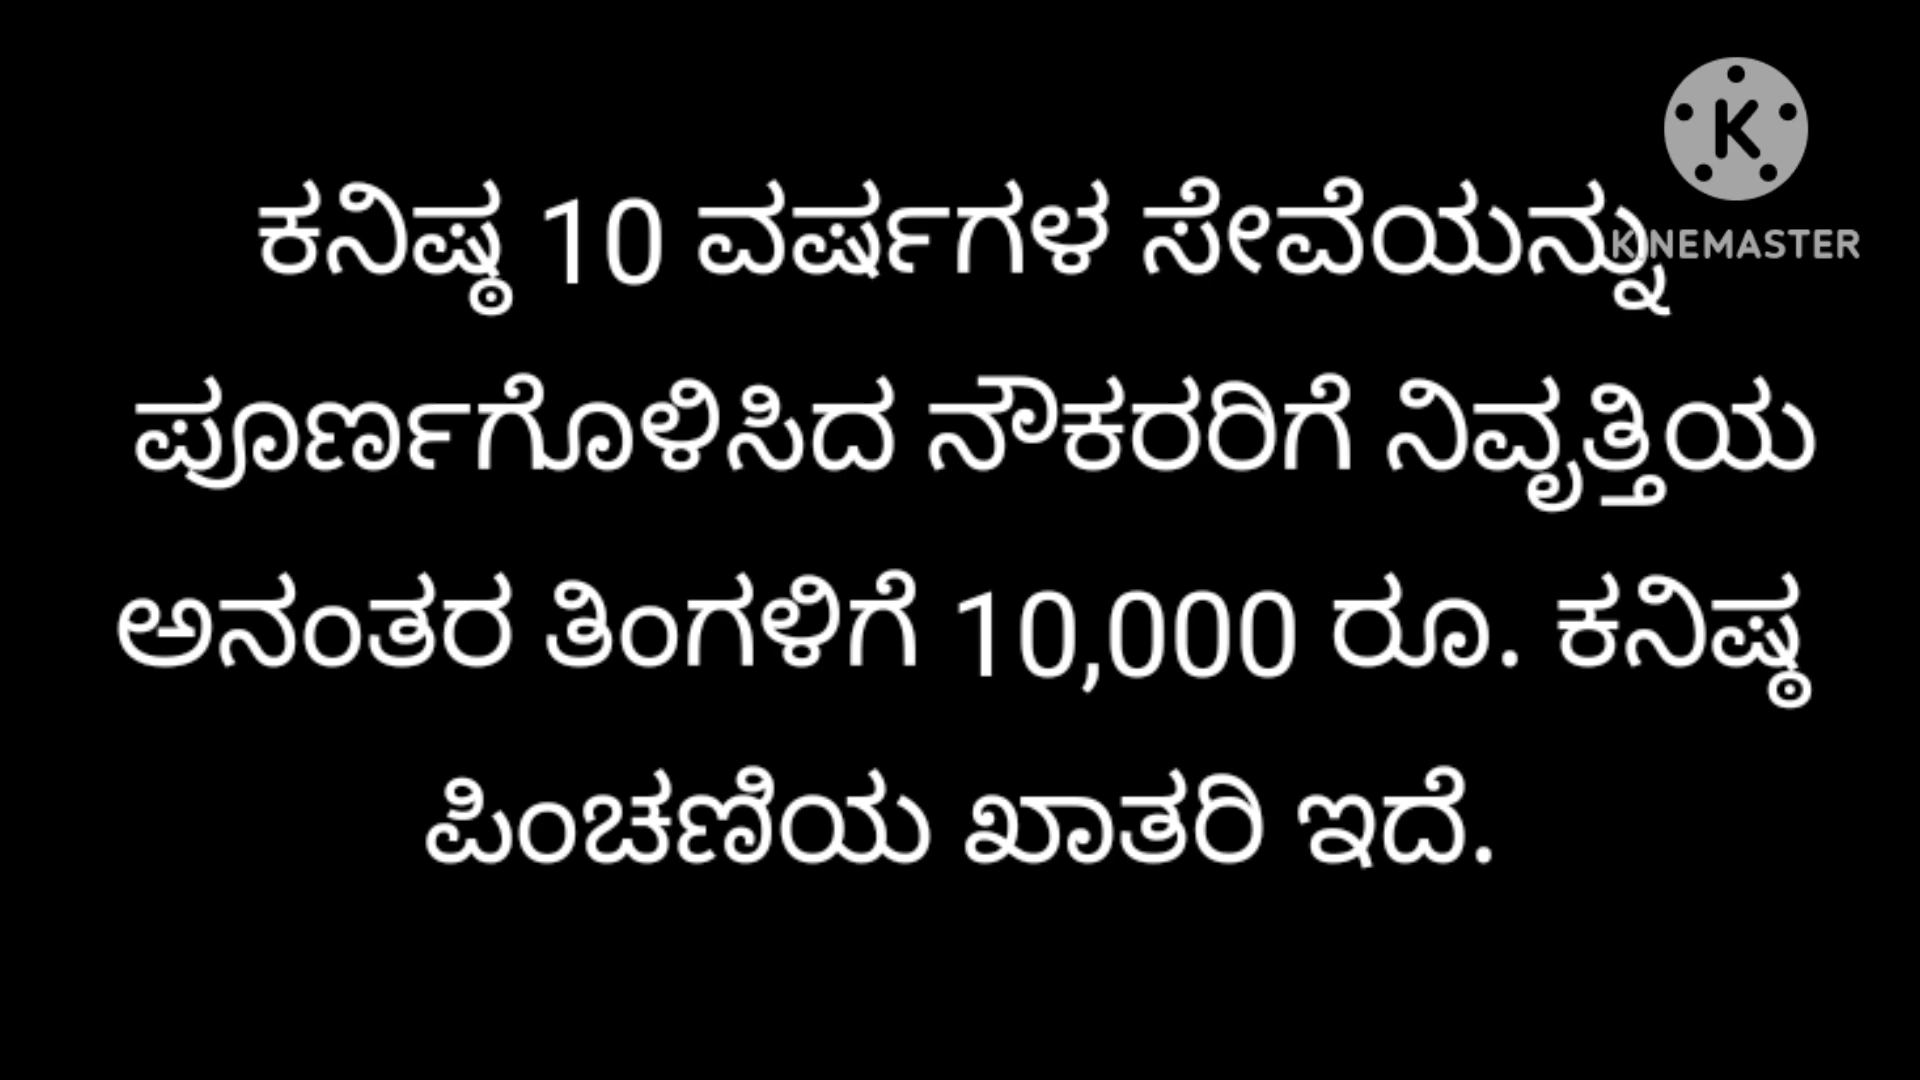 ಕನಿಷ್ಠ 10 ವರ್ಷಗಳ ಸೇವೆಯನ್ನು
ಪೂರ್ಣಗೊಳಿಸಿದ ನೌಕರರಿಗೆ ನಿವೃತ್ತಿಯ
ಅನಂತರ ತಿಂಗಳಿಗೆ 10,000 ರೂ. ಕನಿಷ್ಠ
ಪಿಂಚಣಿಯ ಖಾತರಿ ಇದೆ.
K
KINEMASTER